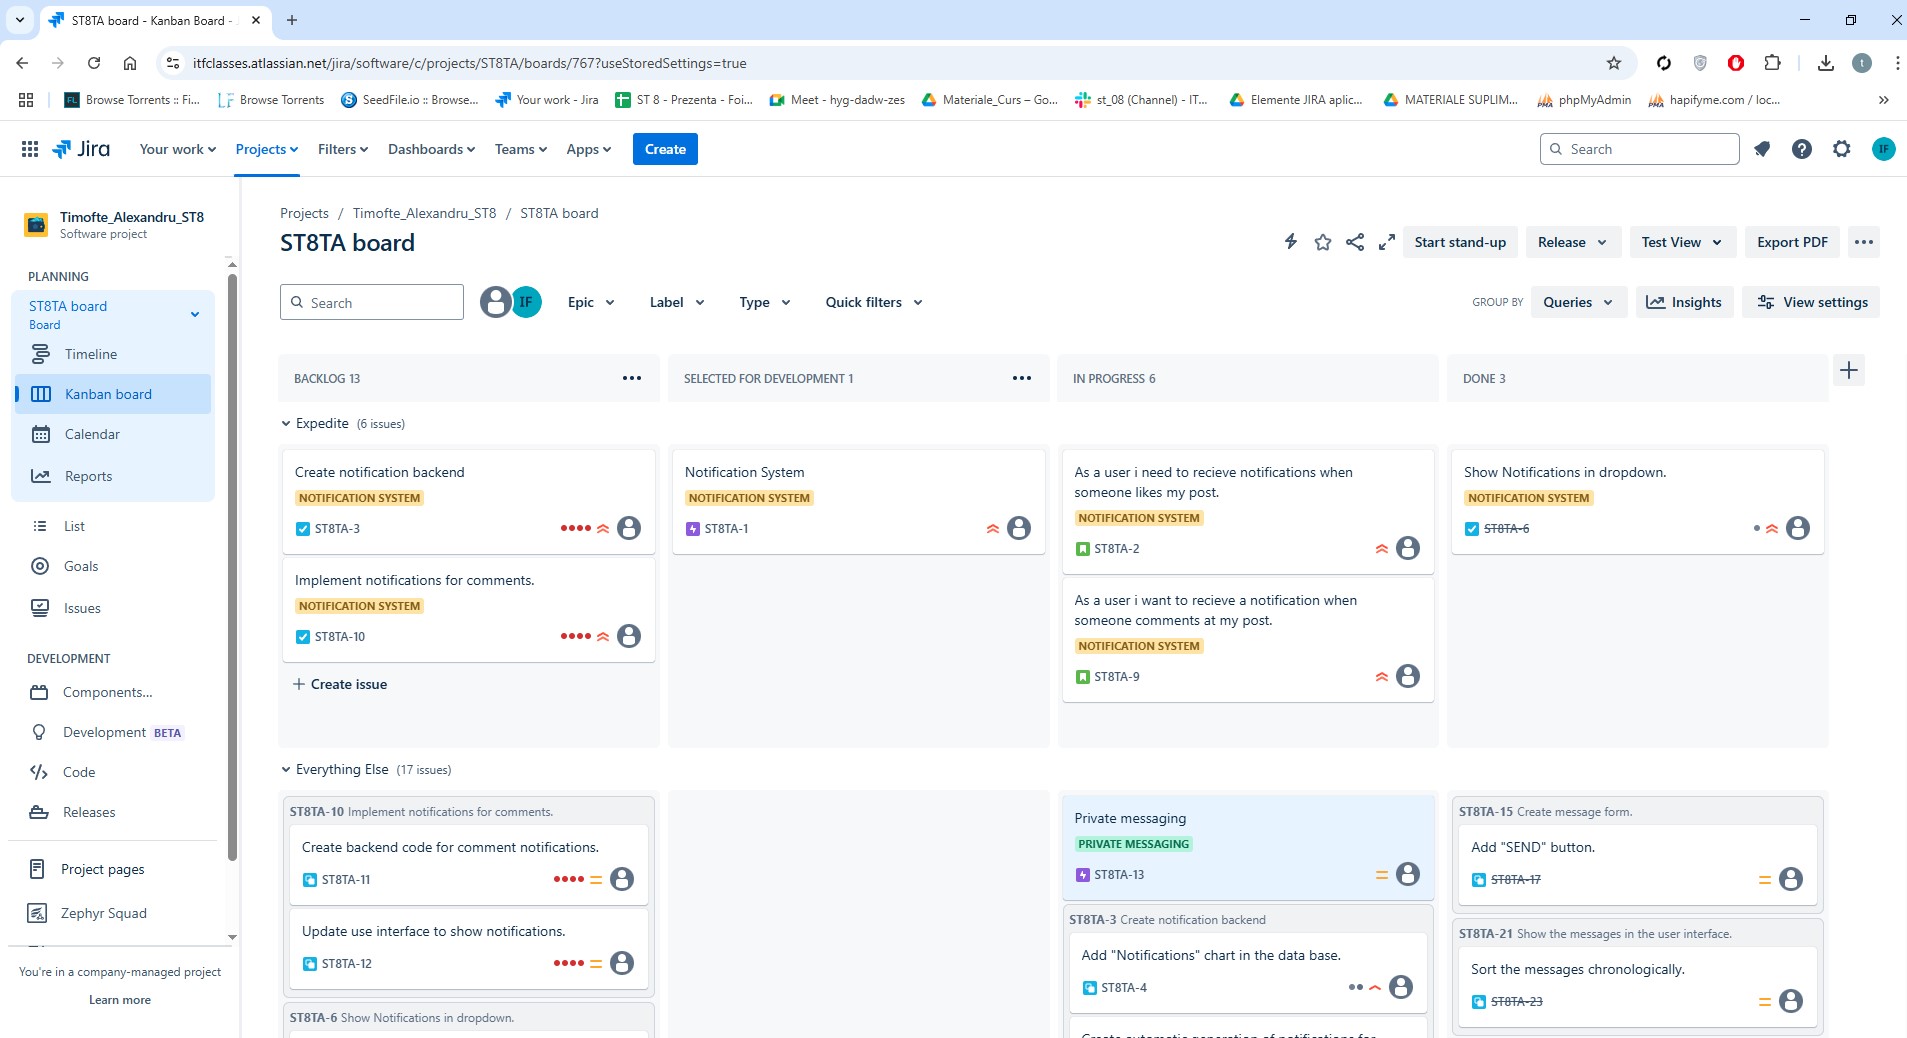 ST8TA board - Kanban Board -
itfclasses.atlassian.net/jira/software/c/projects/ST8TA/boards/767?useStoredSettings=true
t
FL Browse Torrents :: Fi...
Browse Torrents
SeedFile.io :: Browse...
Your work - Jira
ST 8 - Prezenta - Foi...
Meet - hyg-dadw-zes
Materiale_Curs – Go...
st_08 (Channel) - IT...
Elemente JIRA aplic...
MATERIALE SUPLIM...
phpMyAdmin
hapifyme.com / loc...
Jira
Your work
Projects
Filters
Dashboards
Teams
Apps
Create
Search
IF
Timofte_Alexandru_ST8
Software project
PLANNING
ST8TA board
Board
Timeline
Kanban board
Calendar
Reports
List
Goals
Issues
DEVELOPMENT
Components...
Development BETA
Code
Releases
Project pages
Zephyr Squad
You're in a company-managed project
Learn more
Projects / Timofte_Alexandru_ST8 / ST8TA board
ST8TA board
Start stand-up
Release
Test View
Export PDF
Search
IF
Epic
Label
Type
Quick filters
GROUP BY
Queries
Insights
View settings
BACKLOG 13
SELECTED FOR DEVELOPMENT 1
IN PROGRESS 6
DONE 3
Expedite (6 issues)
Create notification backend
NOTIFICATION SYSTEM
ST8TA-3
Implement notifications for comments.
NOTIFICATION SYSTEM
ST8TA-10
Create issue
Notification System
NOTIFICATION SYSTEM
ST8TA-1
As a user i need to recieve notifications when
someone likes my post.
NOTIFICATION SYSTEM
ST8TA-2
As a user i want to recieve a notification when
someone comments at my post.
NOTIFICATION SYSTEM
ST8TA-9
Show Notifications in dropdown.
NOTIFICATION SYSTEM
ST8TA-6
Everything Else (17 issues)
ST8TA-10 Implement notifications for comments.
Create backend code for comment notifications.
ST8TA-11
Update use interface to show notifications.
ST8TA-12
ST8TA-6 Show Notifications in dropdown.
Private messaging
PRIVATE MESSAGING
ST8TA-13
ST8TA-3 Create notification backend
Add "Notifications" chart in the data base.
ST8TA-4
Create automatic generation of notifications for
ST8TA-15 Create message form.
Add "SEND" button.
ST8TA-17
ST8TA-21 Show the messages in the user interface.
Sort the messages chronologically.
ST8TA-23